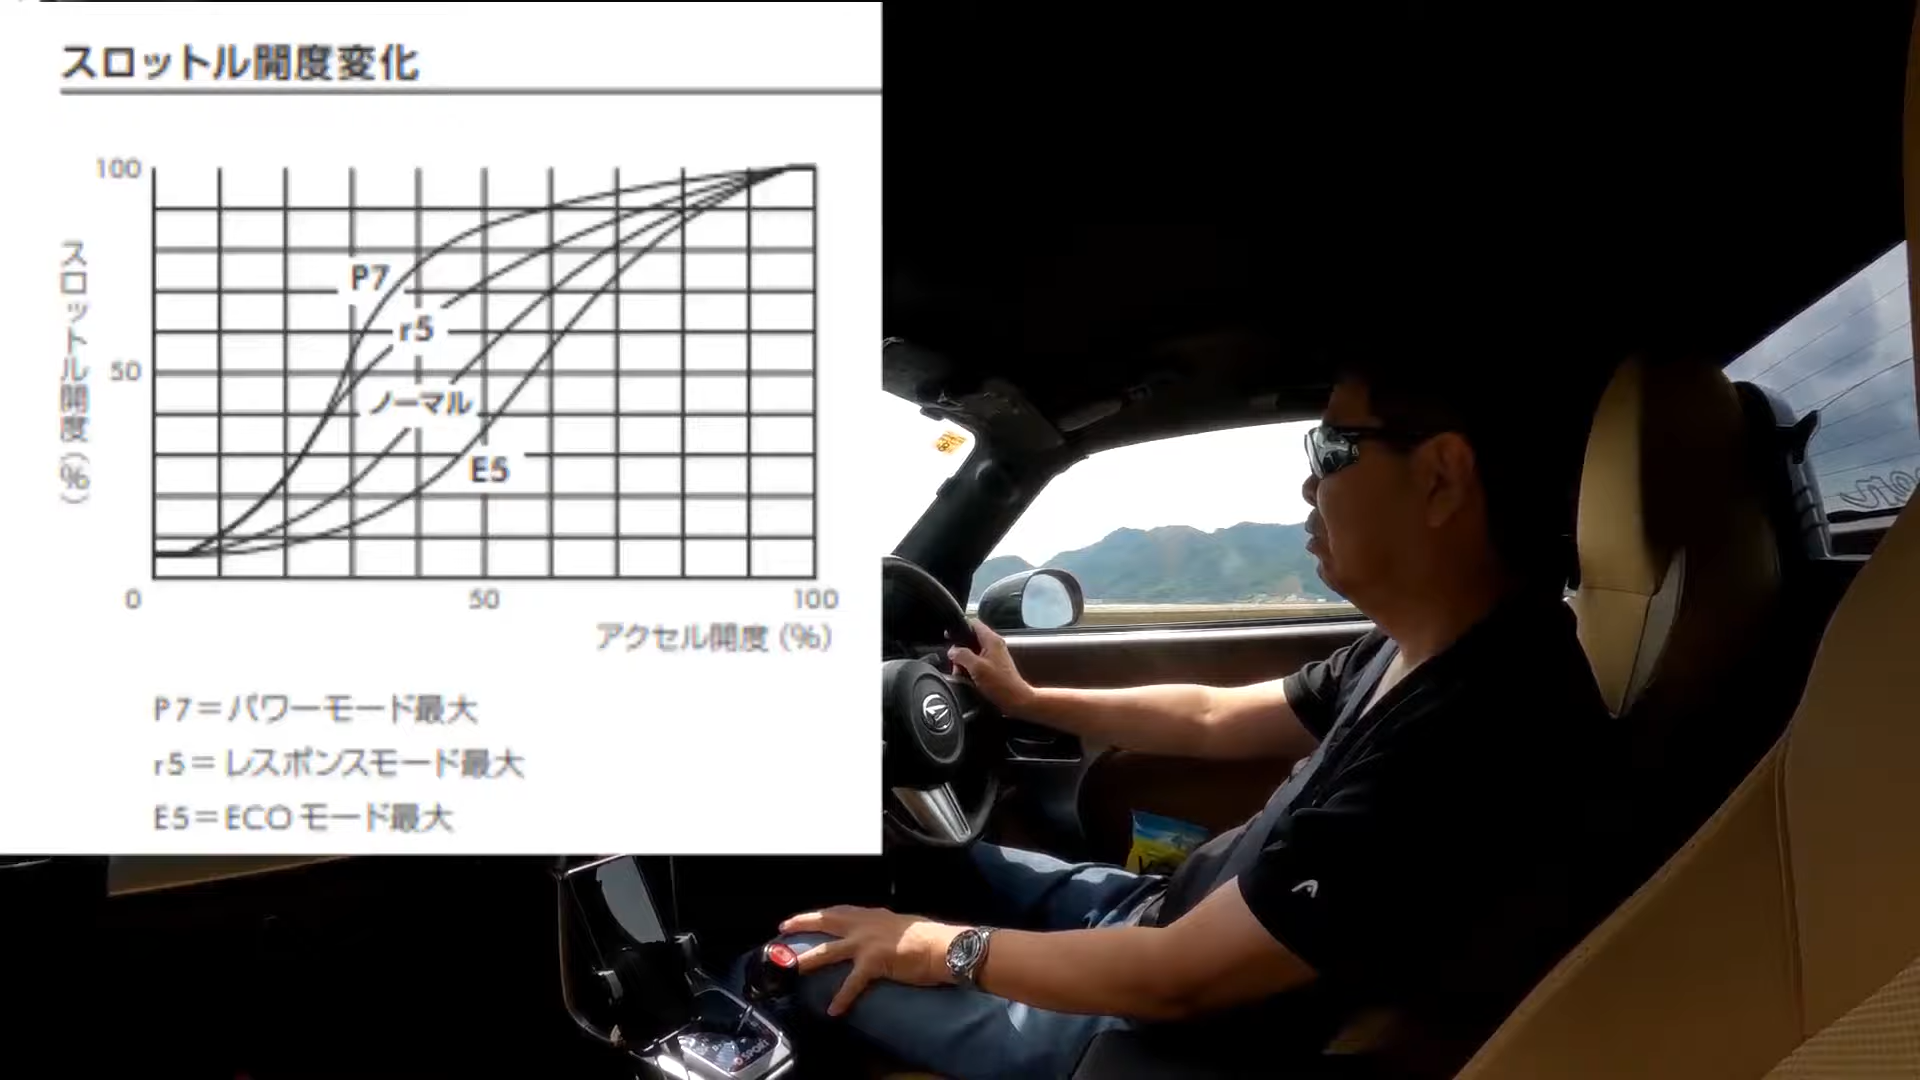 スロットル開度変化
100
スロットル開度(%)
P7
r5
50
ノーマル
E5
0
50
100
アクセル開度(%)
P7=パワーモード最大
r5=レスポンスモード最大
E5=ECOモード最大
SPORT